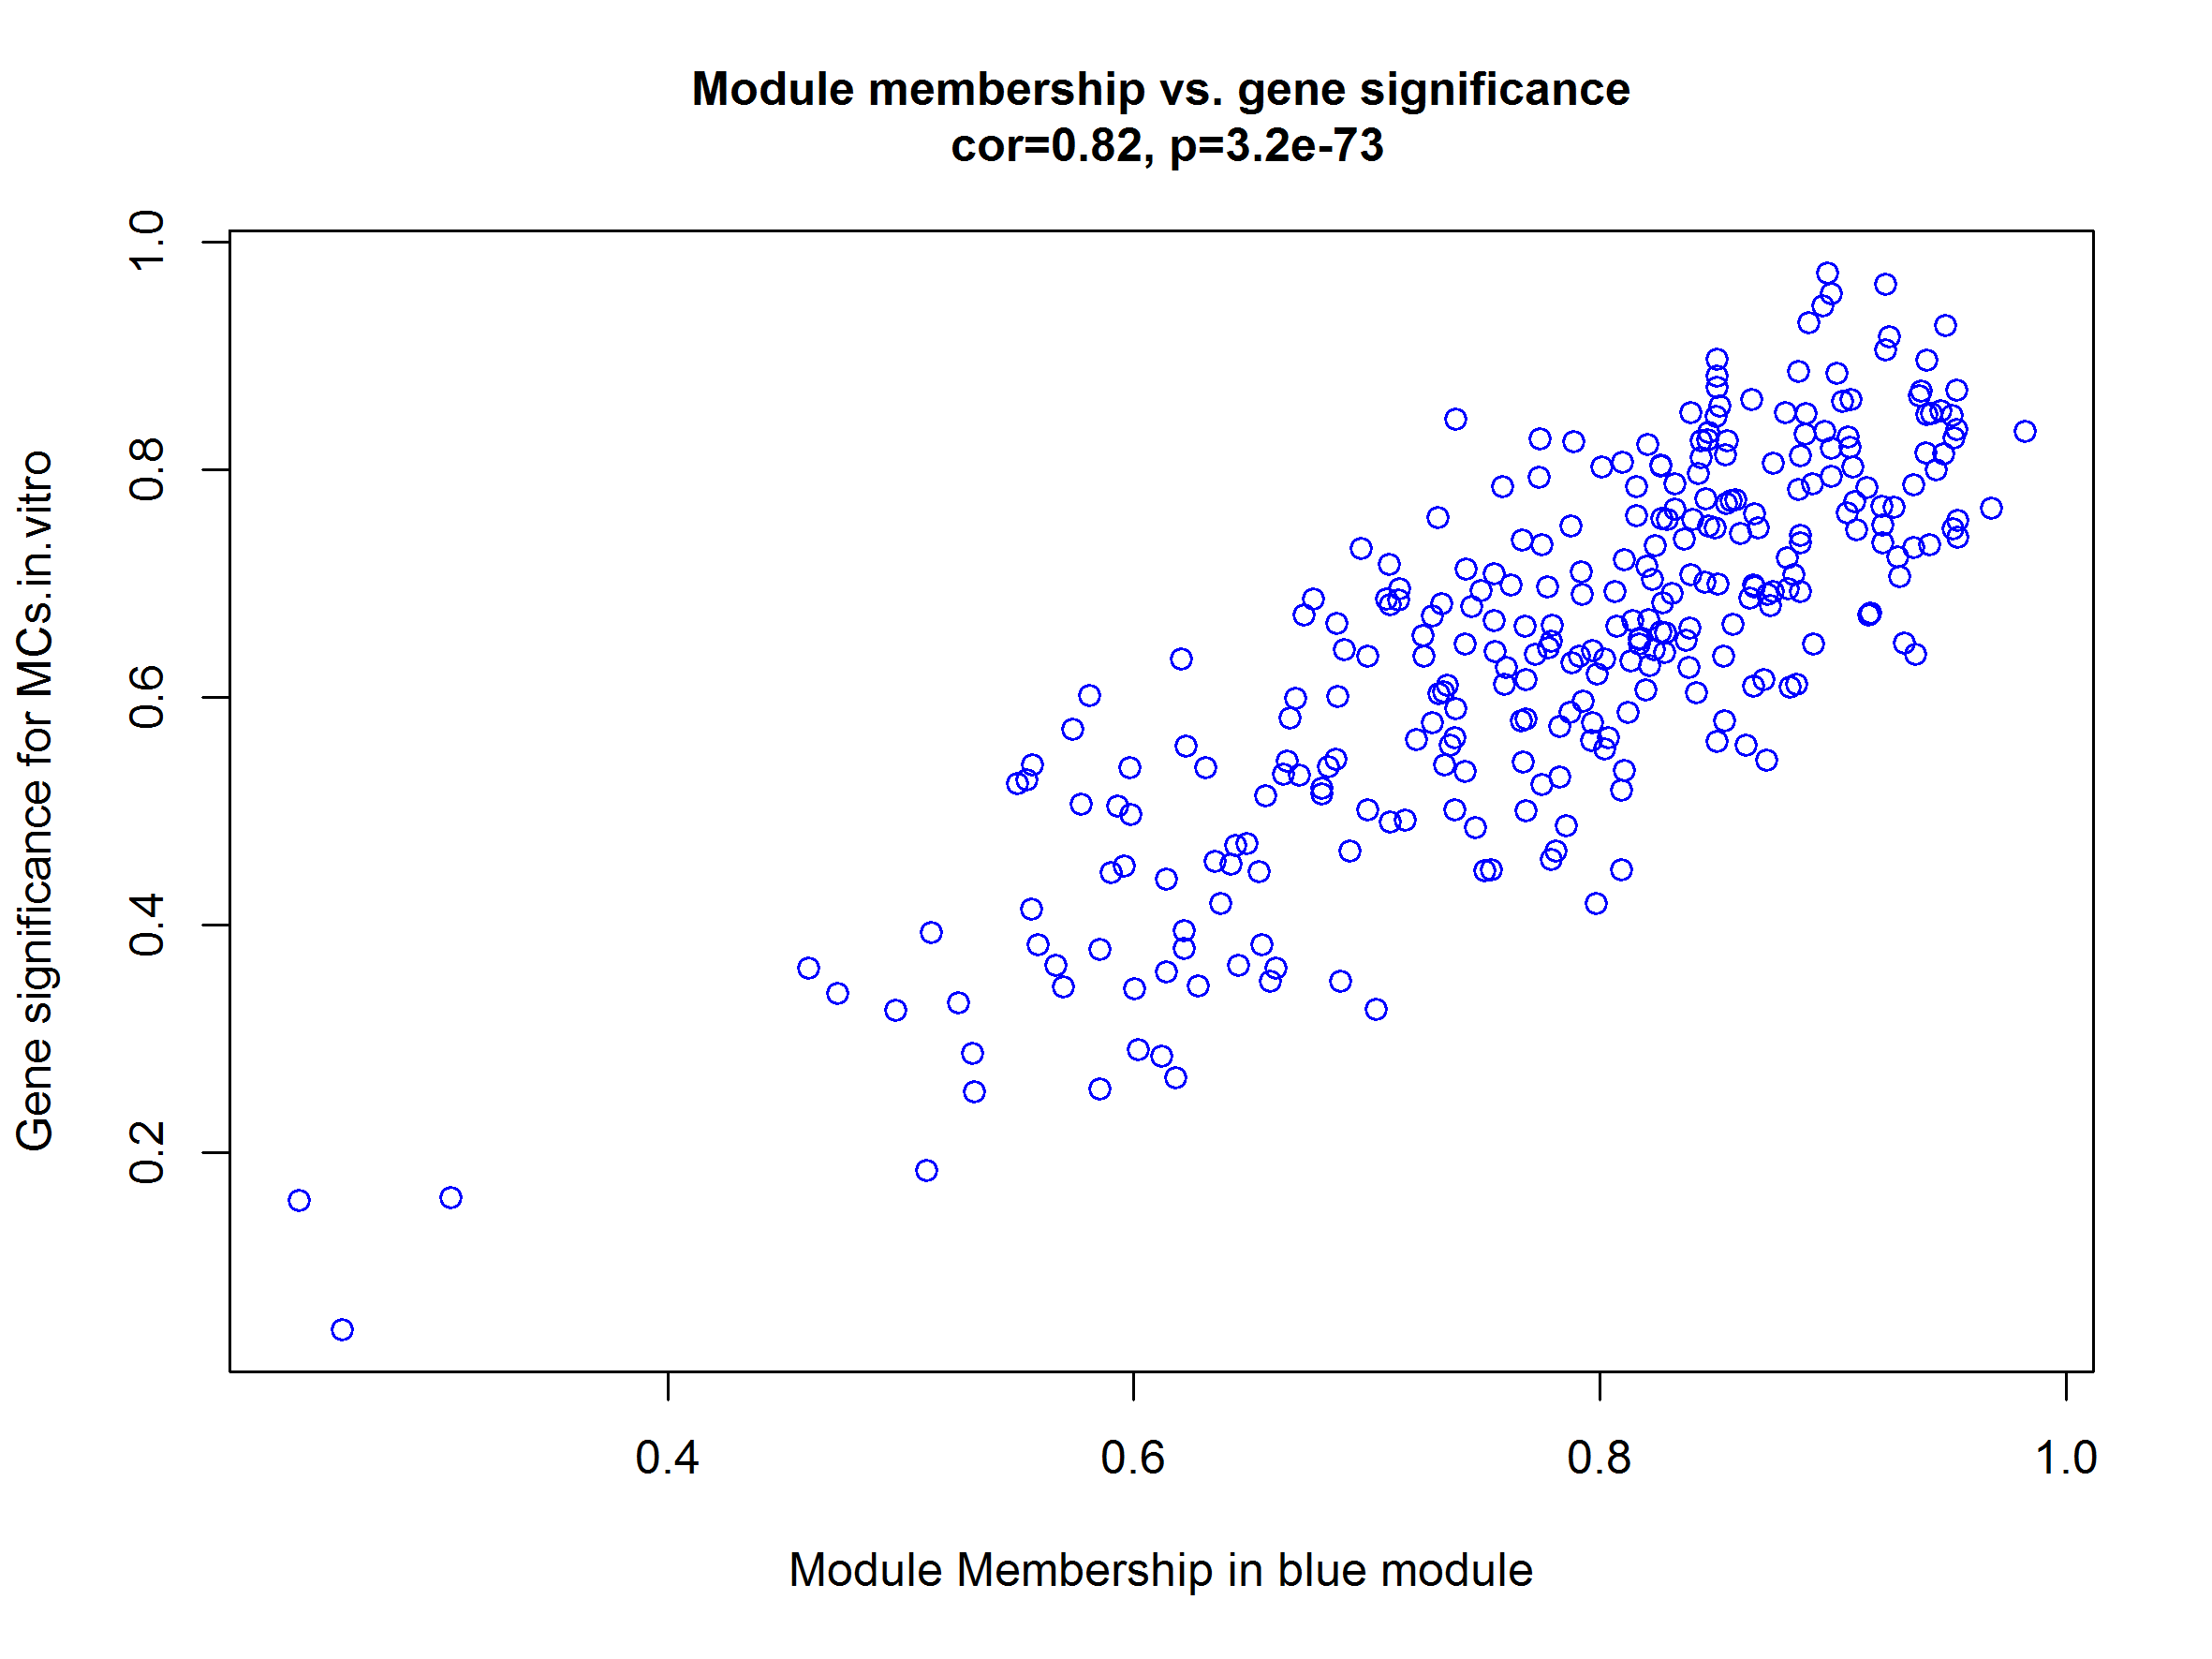 Module membership vs. gene significance
cor=0.82, p=3.2e-73
Gene significance for MCs.in.vitro
1.0
0.8
0.6
0.4
0.2
0.4 0.6 0.8 1.0
Module Membership in blue module